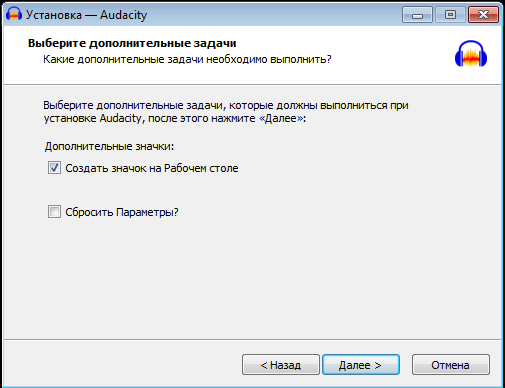 Установка — Audacity
Выберите дополнительные задачи
Какие дополнительные задачи необходимо выполнить?
Выберите дополнительные задачи, которые должны выполниться при
установке Audacity, после этого нажмите «Далее»:
Дополнительные значки:
Создать значок на Рабочем столе
Сбросить Параметры?
< Назад
Далее >
Отмена